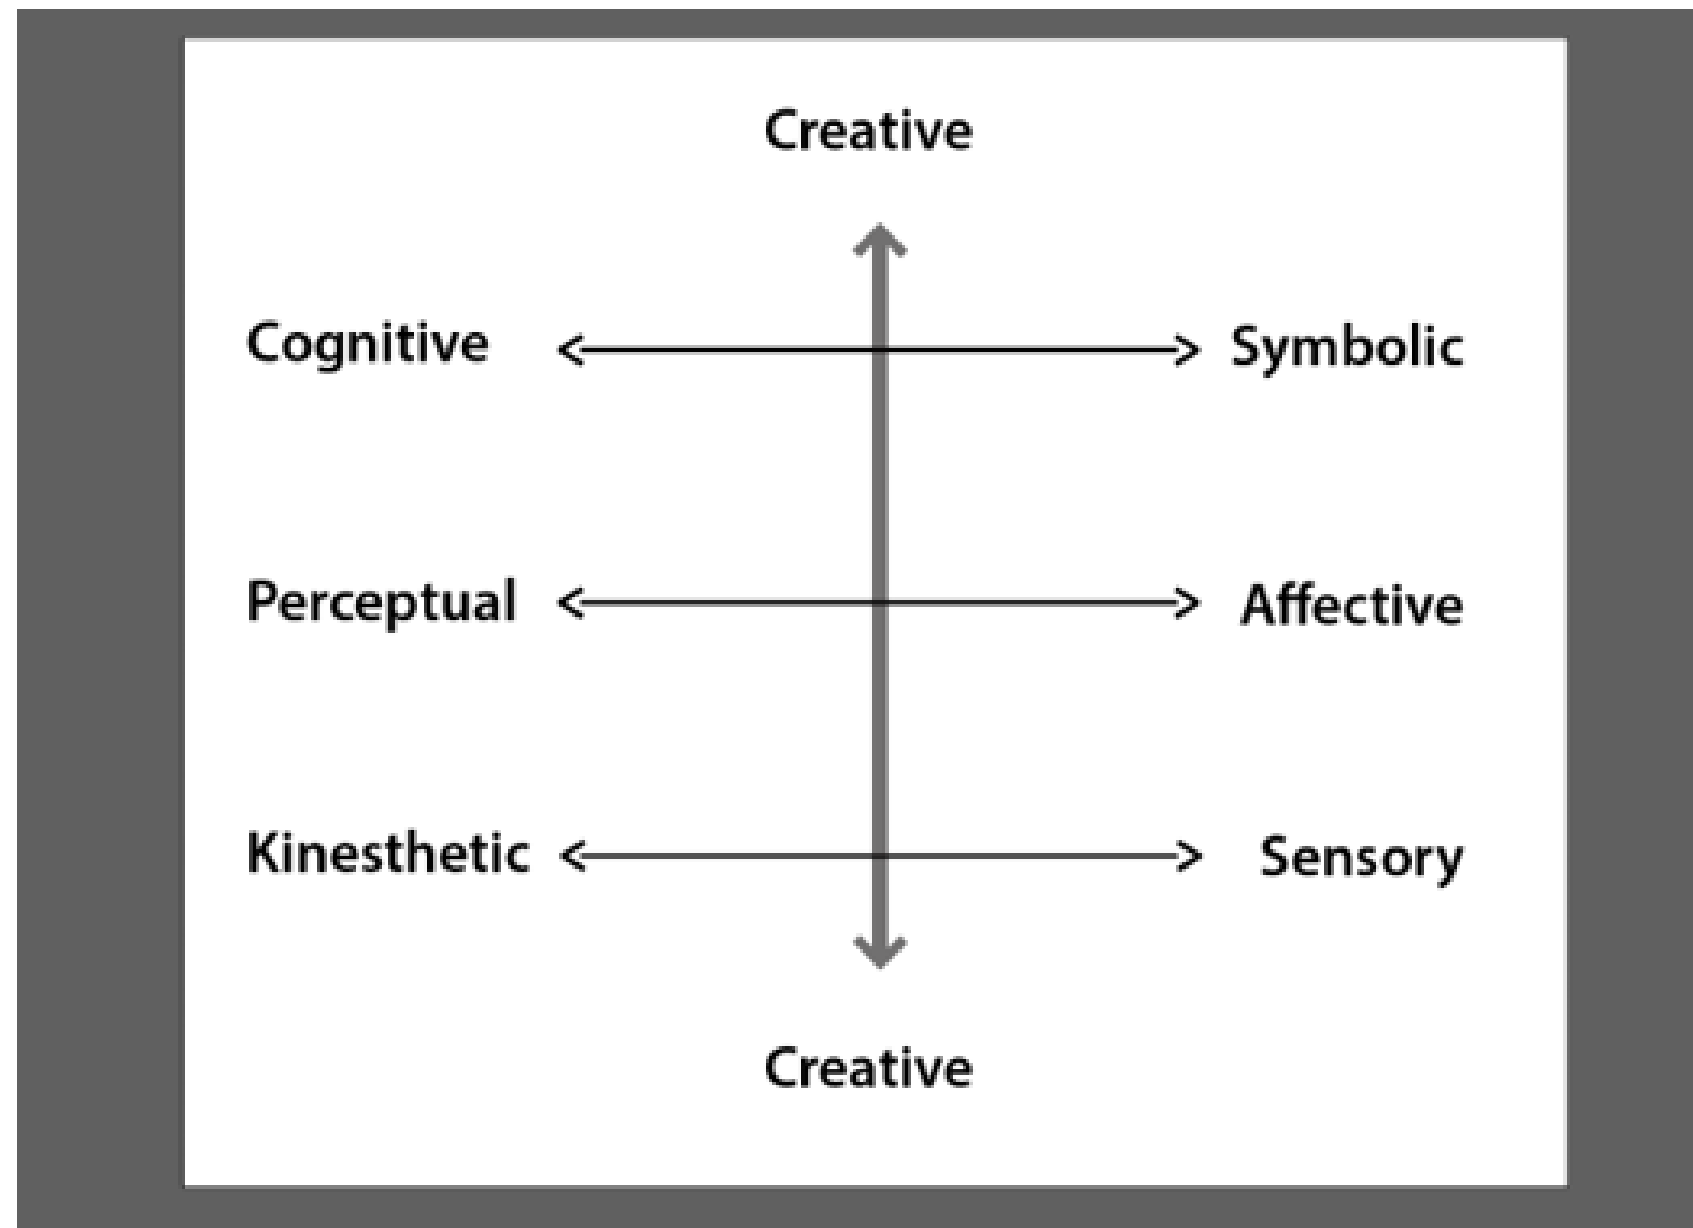 Creative
Cognitive Symbolic
Perceptual Affective
Kinesthetic Sensory
Creative